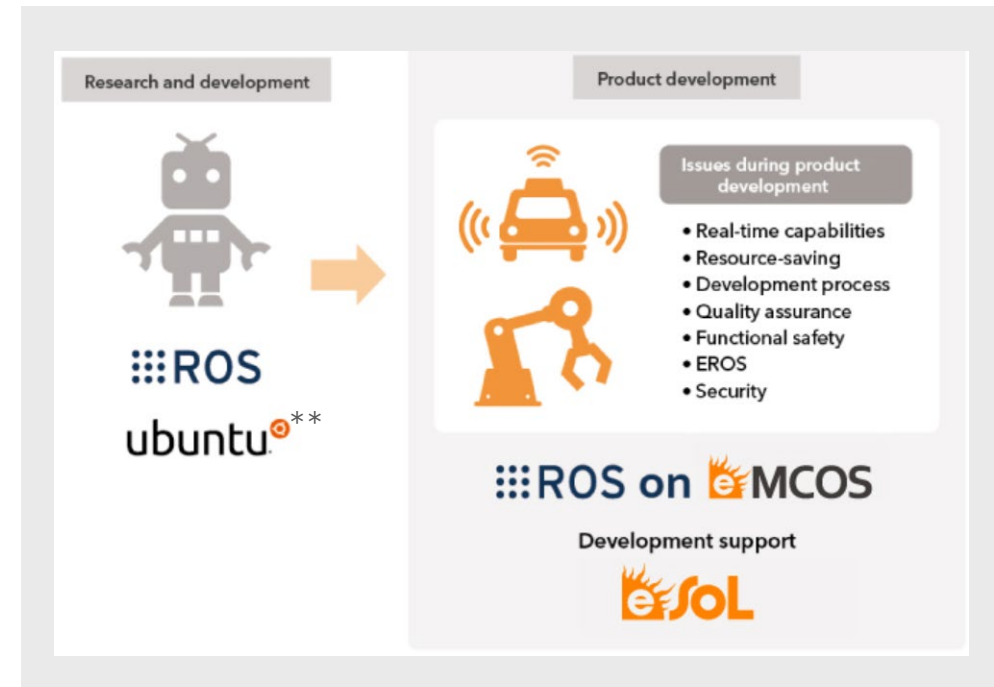 Research and development
ROS
ubuntu**
Product development
Issues during product
development
• Real-time capabilities
• Resource-saving
• Development process
• Quality assurance
• Functional safety
• EROS
• Security
ROS on eMCOS
Development support
eSOL